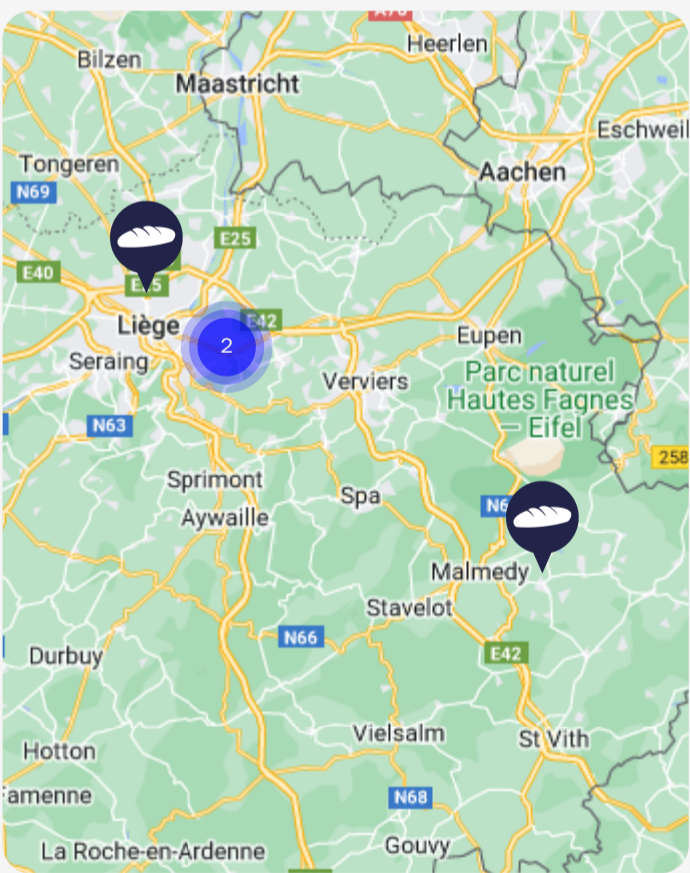 Heerlen
Bilzen
Maastricht
Eschweil
Tongeren
Aachen
N69
E25
E40
E42
Liège
Eupen
Seraing
2
Verviers
Parc naturel
Hautes Fagnes
– Eifel
N63
258
Sprimont
Spa
N6
Aywaille
Malmedy
Stavelot
N66
E42
Durbuy
Vielsalm
St Vith
Hotton
Famenne
N68
Gouvy
La Roche-en-Ardenne